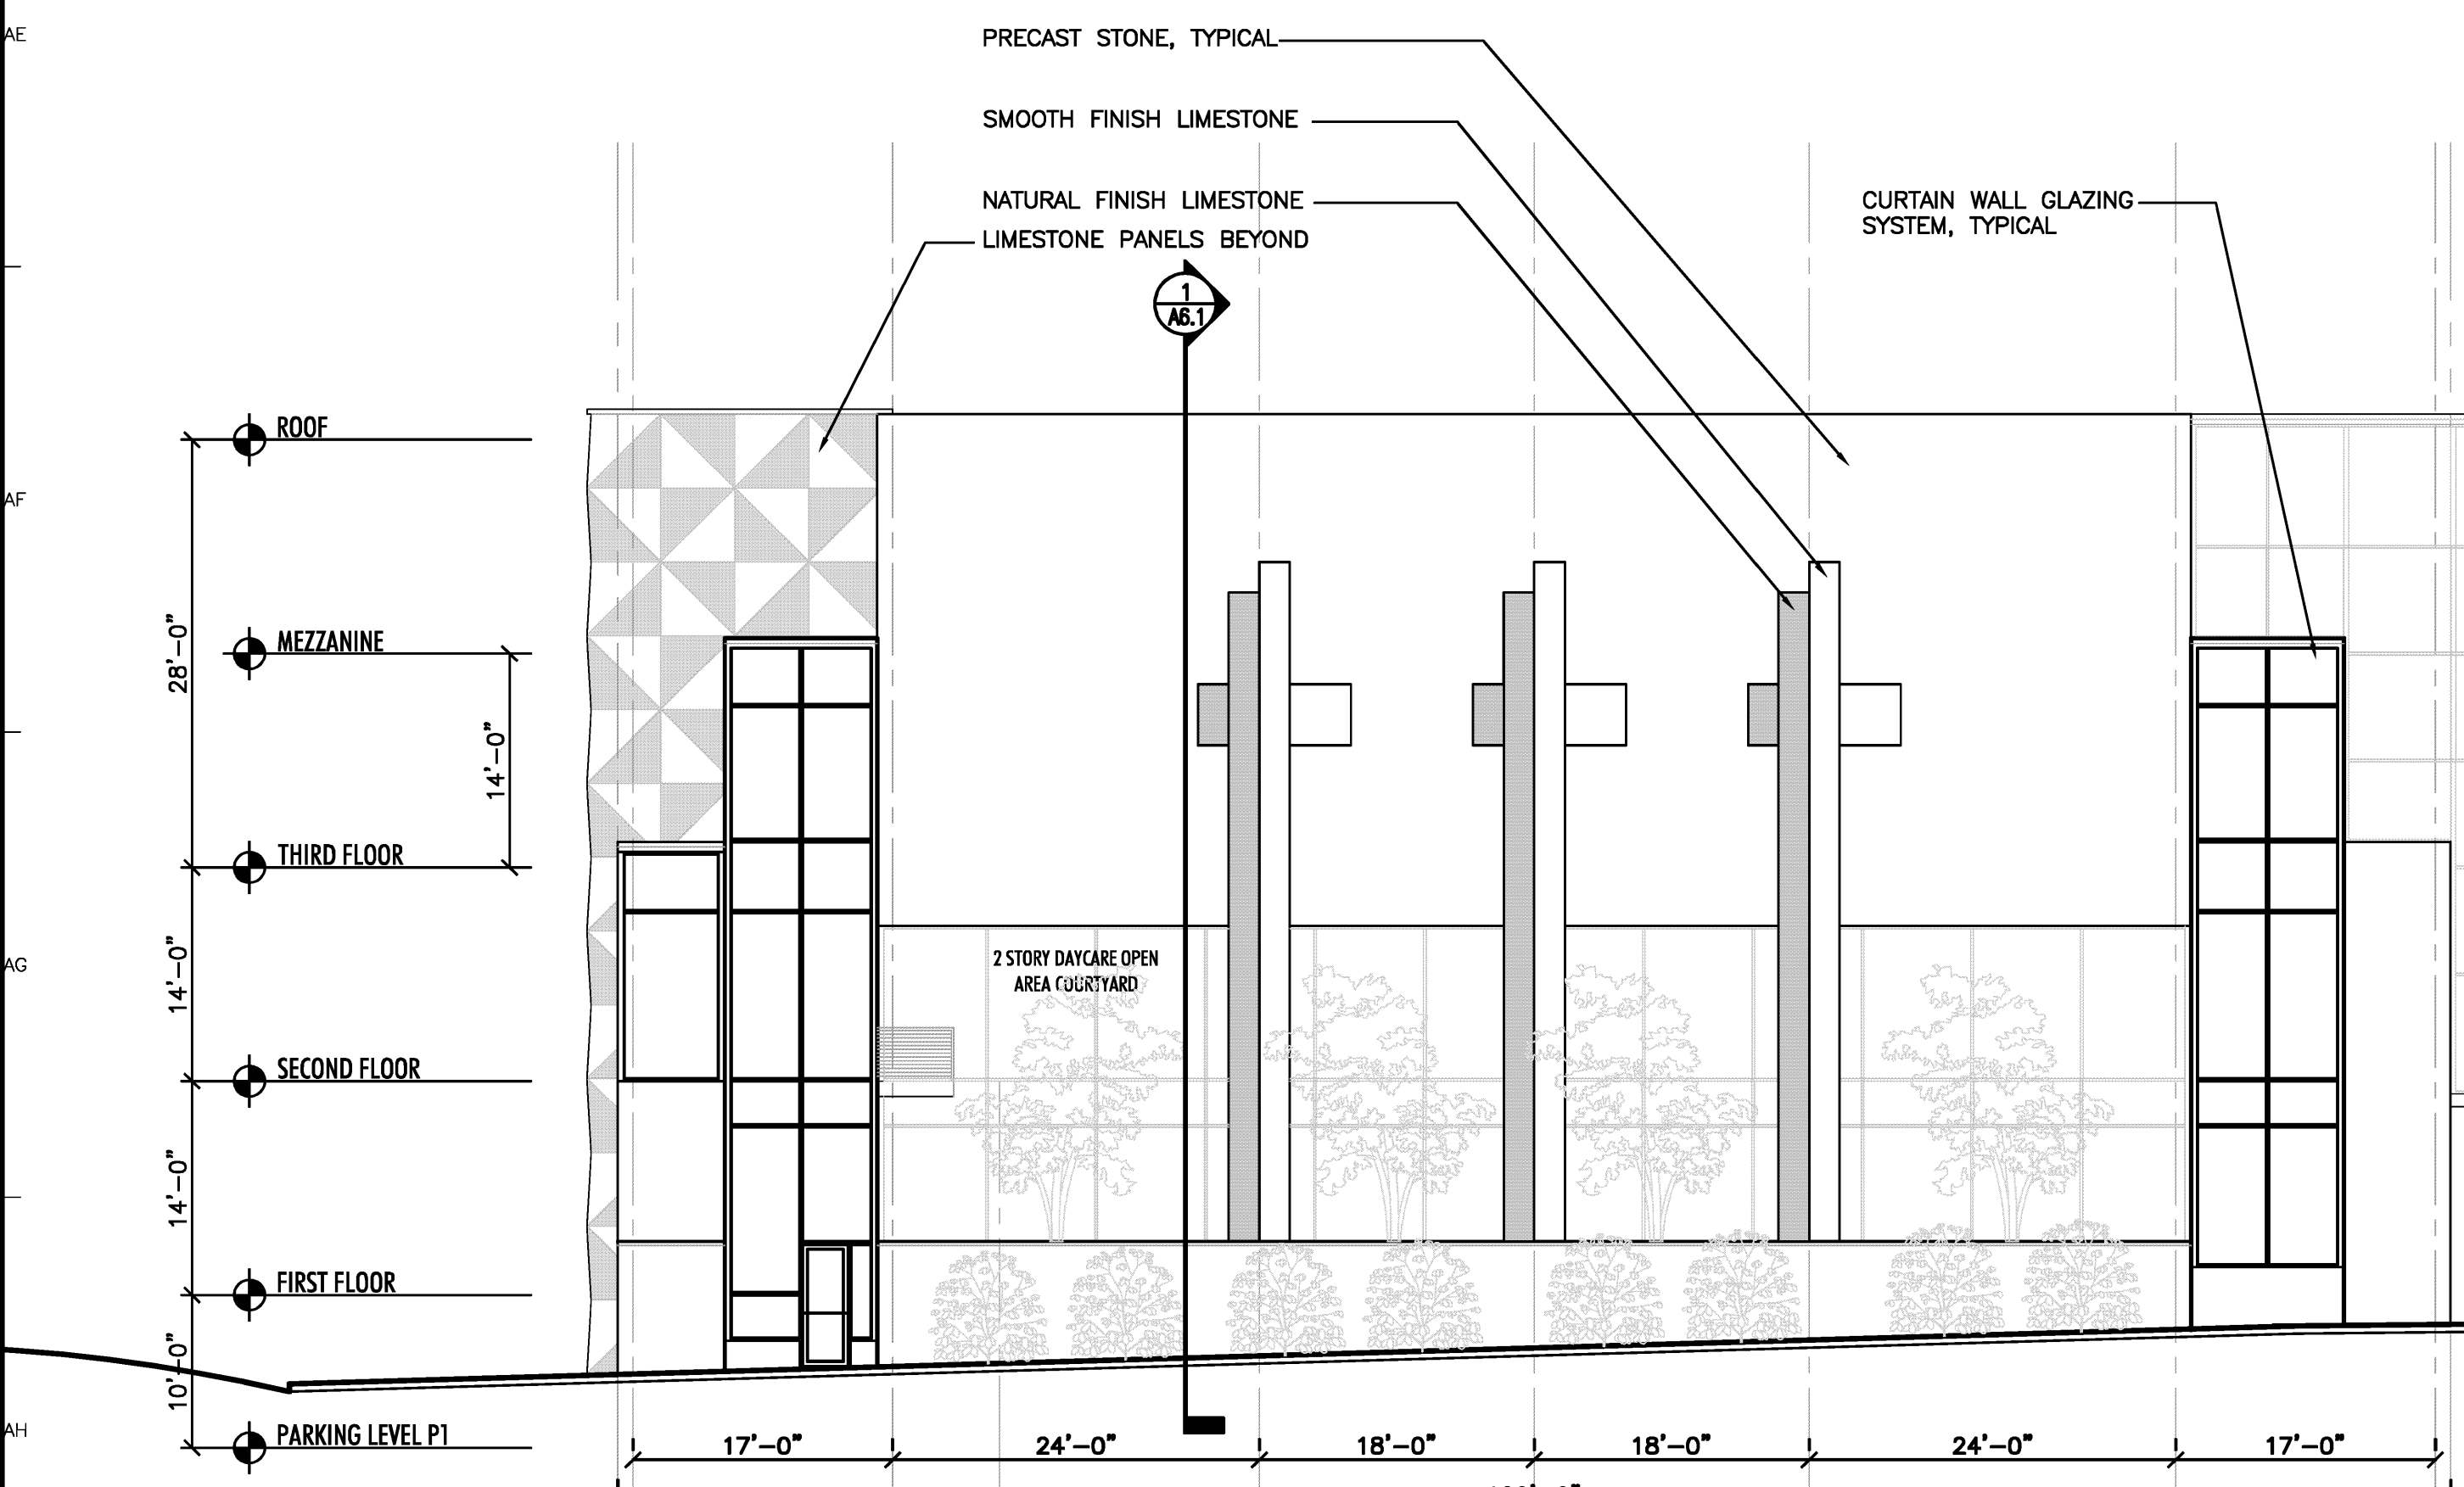 AE
PRECAST STONE, TYPICAL
SMOOTH FINISH LIMESTONE
NATURAL FINISH LIMESTONE
LIMESTONE PANELS BEYOND
CURTAIN WALL GLAZING
SYSTEM, TYPICAL
1
A6.1
ROOF
AF
MEZZANINE
28'-0"
14'-0"
THIRD FLOOR
AG
2 STORY DAYCARE OPEN
AREA COURTYARD
14'-0"
SECOND FLOOR
14'-0"
FIRST FLOOR
10'-0"
AH
PARKING LEVEL P1
17'-0"
24'-0"
18'-0"
18'-0"
24'-0"
17'-0"